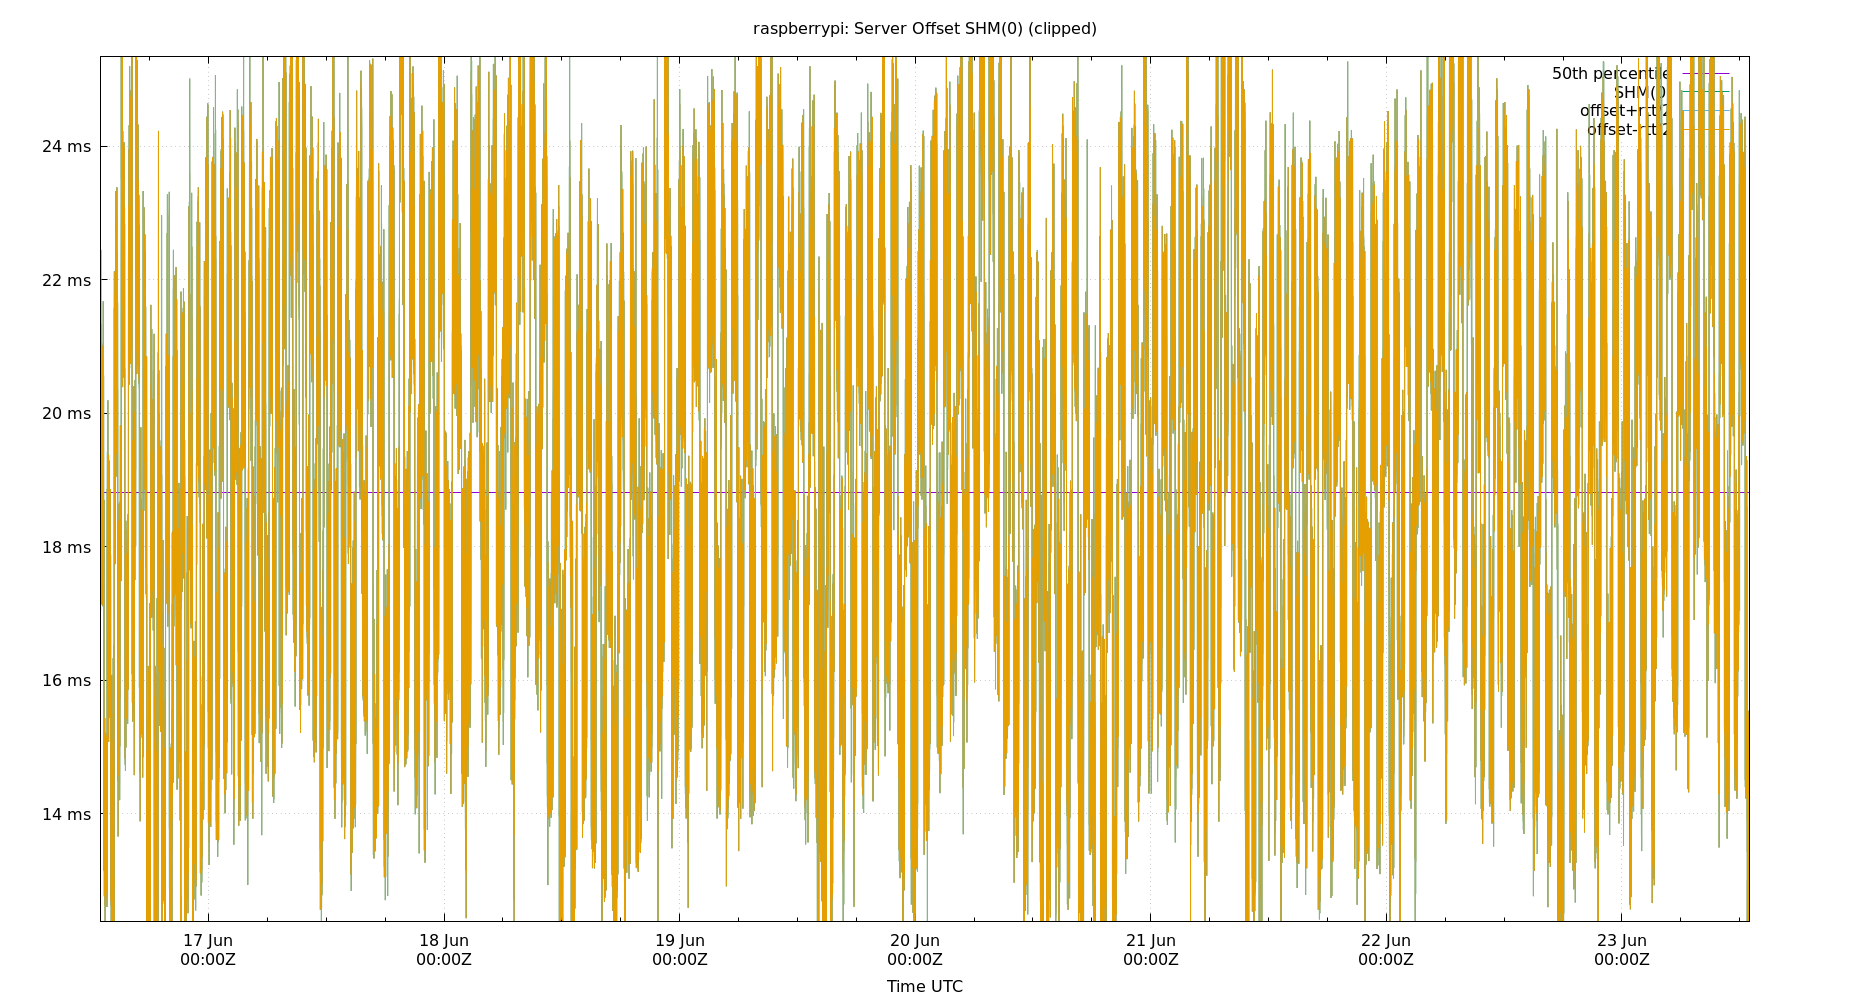 raspberrypi: Server Offset SHM(0) (clipped)
50th percentile
SHM(0)
offset+rtt/2
offset-rtt/2
24 ms
22 ms
20 ms
18 ms
16 ms
14 ms
17 Jun 18 Jun 19 Jun 20 Jun 21 Jun 22 Jun 23 Jun
00:00Z 00:00Z 00:00Z 00:00Z 00:00Z 00:00Z 00:00Z
Time UTC